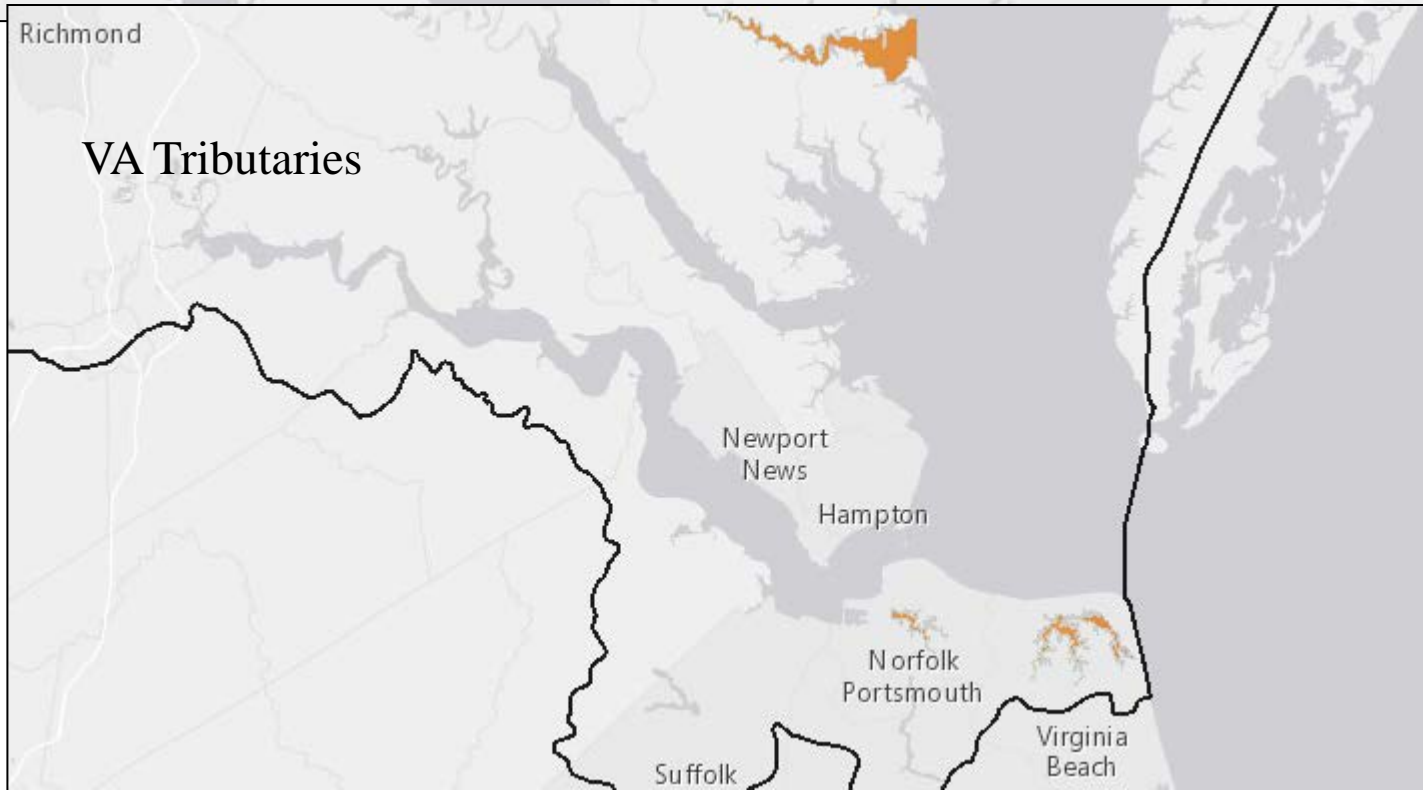 Richmond
VA Tributaries
Newport
News
Hampton
Norfolk
Portsmouth
Virginia
Beach
Suffolk